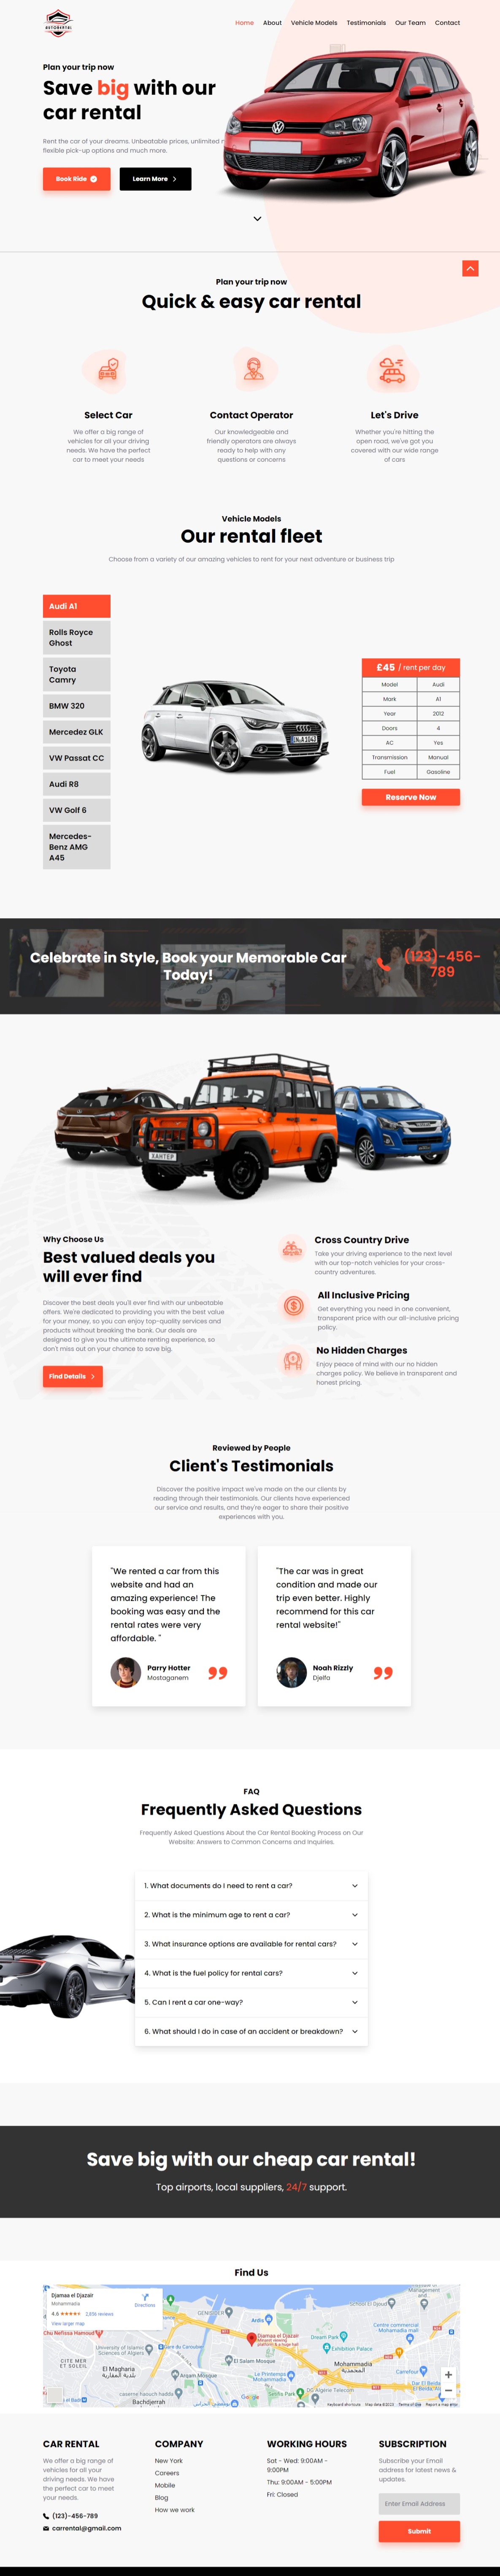 Home About Vehicle Models Testimonials Our Team Contact
Plan your trip now
Save big with our
car rental
Rent the car of your dreams. Unbeatable prices, unlimited
flexible pick-up options and much more.
Book Ride
Learn More
Plan your trip now
Quick & easy car rental
Select Car
We offer a big range of
vehicles for all your driving
needs. We have the perfect
car to meet your needs
Contact Operator
Our knowledgeable and
friendly operators are always
ready to help with any
questions or concerns
Let's Drive
Whether you're hitting the
open road, we've got you
covered with our wide range
of cars
Vehicle Models
Our rental fleet
Choose from a variety of our amazing vehicles to rent for your next adventure or business trip
Audi A1
Rolls Royce
Ghost
Toyota
Camry
BMW 320
Mercedez GLK
VW Passat CC
Audi R8
VW Golf 6
Mercedes-
Benz AMG
A45
£45 / rent per day
Model Audi
Mark A1
Year 2012
Doors 4
AC Yes
Transmission Manual
Fuel Gasoline
Reserve Now
Celebrate in Style, Book your Memorable Car
Today!
(123)-456-
789
ХАНТЕР
Why Choose Us
Best valued deals you
will ever find
Discover the best deals you'll ever find with our unbeatable
offers. We're dedicated to providing you with the best value
for your money, so you can enjoy top-quality services and
products without breaking the bank. Our deals are
designed to give you the ultimate renting experience, so
don't miss out on your chance to save big.
Find Details
Cross Country Drive
Take your driving experience to the next level
with our top-notch vehicles for your cross-
country adventures.
All Inclusive Pricing
Get everything you need in one convenient,
transparent price with our all-inclusive pricing
policy.
No Hidden Charges
Enjoy peace of mind with our no hidden
charges policy. We believe in transparent and
honest pricing.
Reviewed by People
Client's Testimonials
Discover the positive impact we've made on the our clients by
reading through their testimonials. Our clients have experienced
our service and results, and they're eager to share their positive
experiences with you.
"We rented a car from this
website and had an
amazing experience! The
booking was easy and the
rental rates were very
affordable. "
Parry Hotter
Mostaganem
"The car was in great
condition and made our
trip even better. Highly
recommend for this car
rental website!"
Noah Rizzly
Djelfa
FAQ
Frequently Asked Questions
Frequently Asked Questions About the Car Rental Booking Process on Our
Website: Answers to Common Concerns and Inquiries.
1. What documents do I need to rent a car?
2. What is the minimum age to rent a car?
3. What insurance options are available for rental cars?
4. What is the fuel policy for rental cars?
5. Can I rent a car one-way?
6. What should I do in case of an accident or breakdown?
Save big with our cheap car rental!
Top airports, local suppliers, 24/7 support.
Find Us
Djamaa el Djazaïr
Mohammadia
Directions
View larger map
Ardis
Djamaa el Djazair
Exhibition Palace
Centre commercial
Mohammadia mall
University of Islamic
Sciences of Algiers
CITE MER
ET SOLEIL
El Magharia
Bachdjerrah
El Salam Mosque
Mohammadia
المحمدية
Carrefour
Google
CAR RENTAL
We offer a big range of
vehicles for all your
driving needs. We have
the perfect car to meet
your needs.
(123)-456-789
carrental@gmail.com
COMPANY
New York
Careers
Mobile
Blog
How we work
WORKING HOURS
Sat - Wed: 9:00AM -
9:00PM
Thu: 9:00AM - 5:00PM
Fri: Closed
SUBSCRIPTION
Subscribe your Email
address for latest news &
updates.
Enter Email Address
Submit